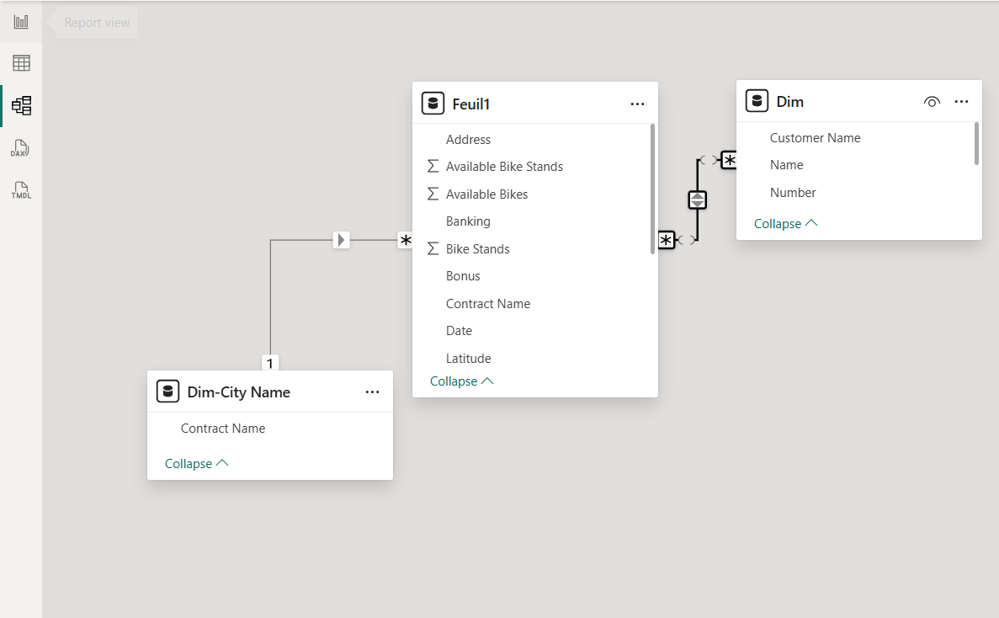 Report view
DAX
TMDL
Feuil1
Address
Available Bike Stands
Available Bikes
Banking
Bike Stands
Bonus
Contract Name
Date
Latitude
Collapse
Dim
Customer Name
Name
Number
Collapse
1
Dim-City Name
Contract Name
Collapse